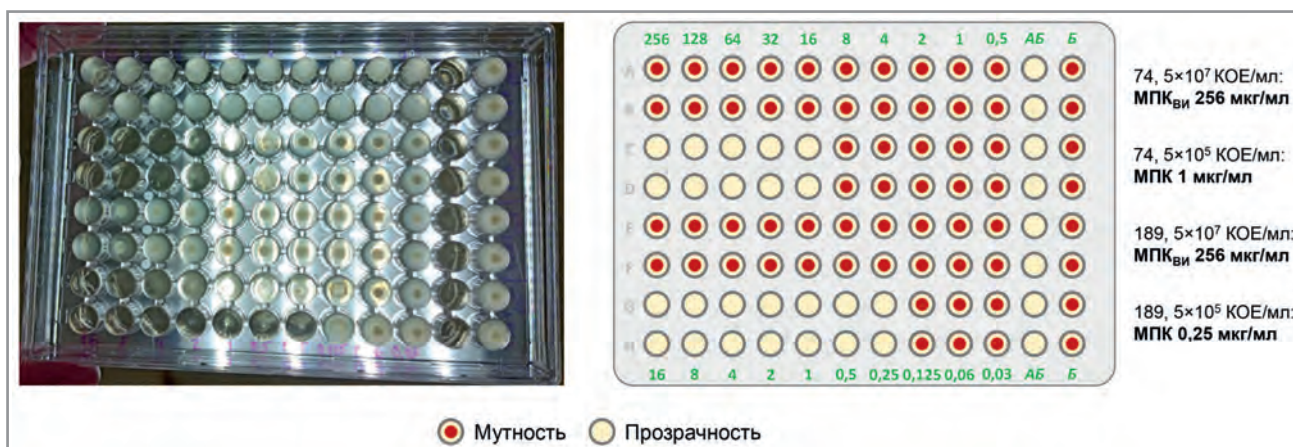 256 128 64 32 16 8 4 2 1 0,5 АБ Б
A
B
C
D
E
F
G
H
16 8 4 2 1 0,5 0,25 0,125 0,06 0,03 АБ Б
74, 5×10⁷ КОЕ/мл:
МПКви 256 мкг/мл
74, 5×10⁵ КОЕ/мл:
МПК 1 мкг/мл
189, 5×10⁷ КОЕ/мл:
МПКви 256 мкг/мл
189, 5×10⁵ КОЕ/мл:
МПК 0,25 мкг/мл
Мутность Прозрачность